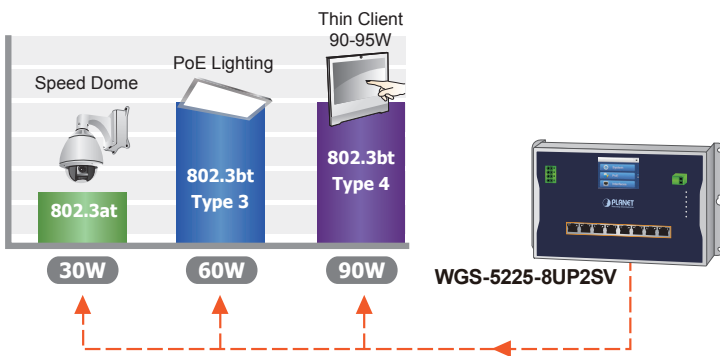 Thin Client
90-95W
PoE Lighting
Speed Dome
802.3at
802.3bt
Type 3
802.3bt
Type 4
30W
60W
90W
PLANET
WGS-5225-8UP2SV